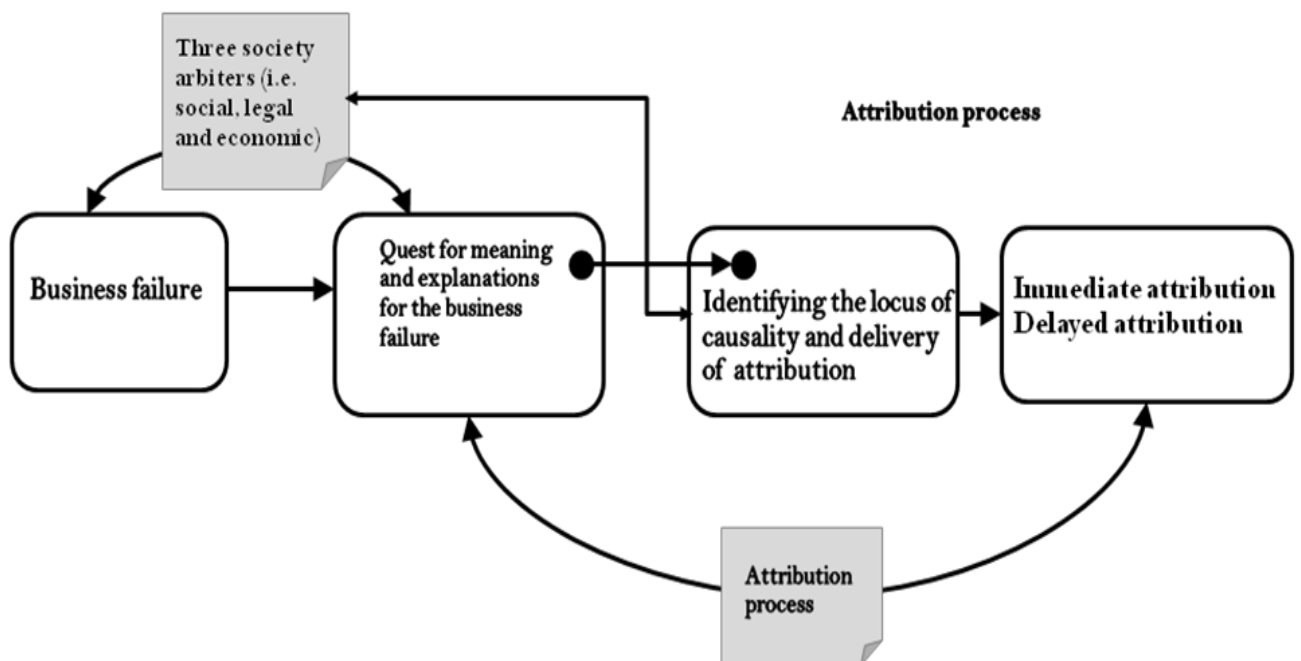 Three society
arbiters (i.e.
social, legal
and economic)
Attribution process
Business failure
Quest for meaning
and explanations
for the business
failure
Identifying the locus of
causality and delivery
of attribution
Immediate attribution
Delayed attribution
Attribution
process